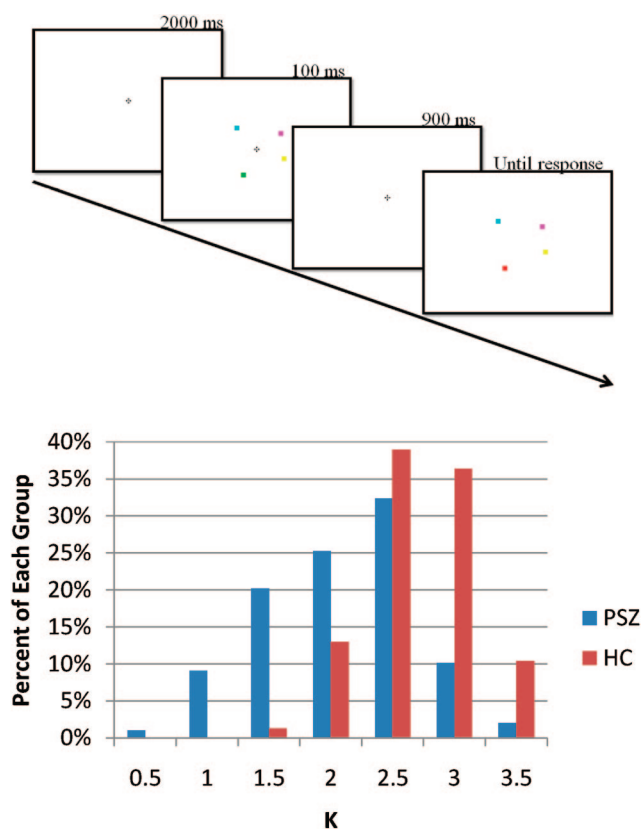 2000 ms
100 ms
900 ms
Until response
40%
35%
30%
25%
20%
15%
10%
5%
0%
Percent of Each Group
0.5 1 1.5 2 2.5 3 3.5
K
PSZ
HC